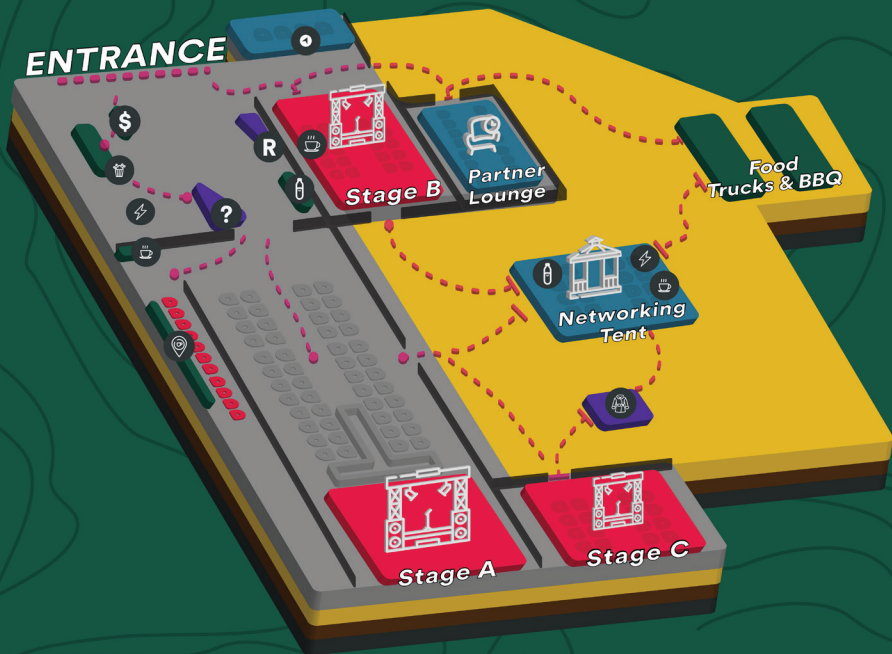 ENTRANCE
$
R
Stage B
Partner
Lounge
Food
Trucks & BBQ
?
Networking
Tent
Stage A
Stage C